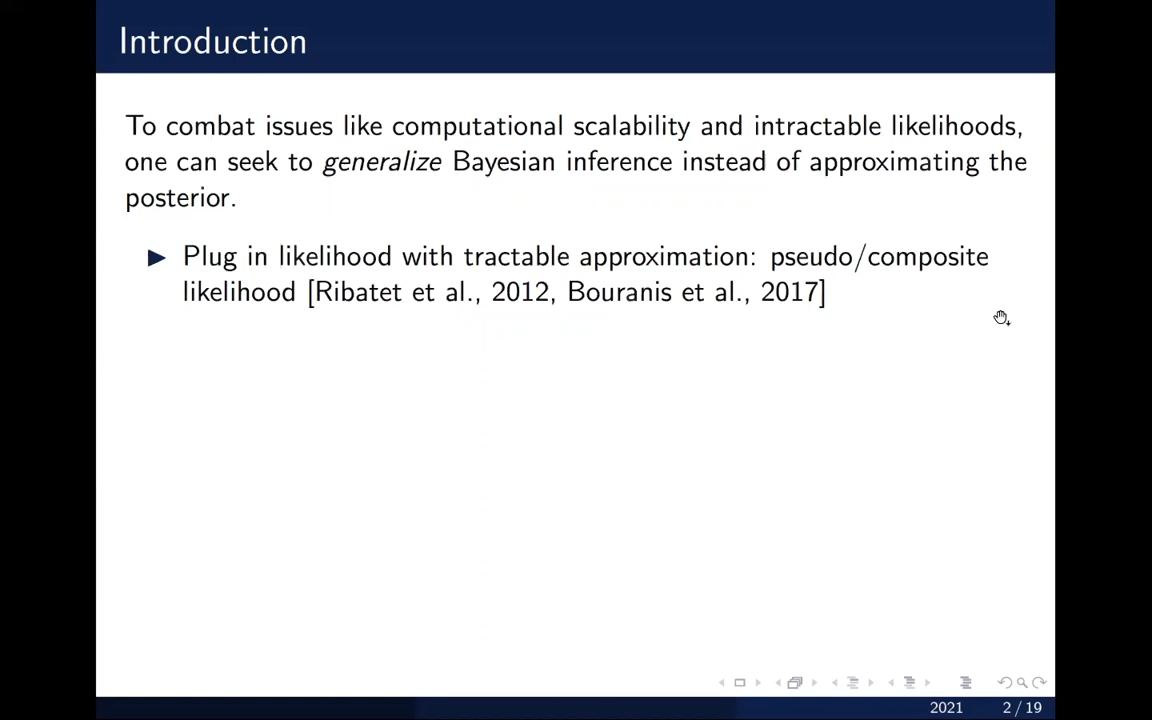 Introduction
To combat issues like computational scalability and intractable likelihoods,
one can seek to generalize Bayesian inference instead of approximating the
posterior.
Plug in likelihood with tractable approximation: pseudo/composite
likelihood [Ribatet et al., 2012, Bouranis et al., 2017]
2021 2 / 19